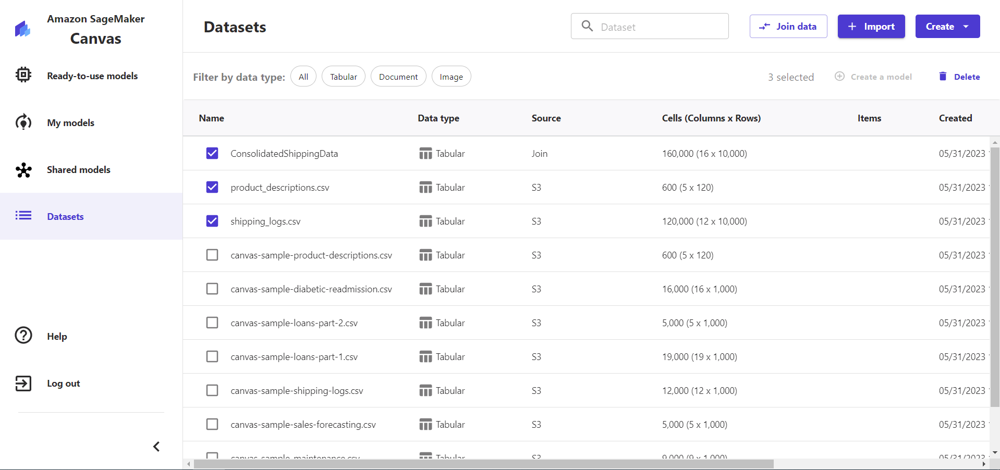 Amazon SageMaker
Canvas
Ready-to-use models
My models
Shared models
Datasets
Help
Log out
Datasets
Dataset
Join data
Import
Create
Filter by data type:
All
Tabular
Document
Image
3 selected
Create a model
Delete
Name Data type Source Cells (Columns x Rows) Items Created
ConsolidatedShippingData Tabular Join 160,000 (16 x 10,000) 05/31/2023
product_descriptions.csv Tabular S3 600 (5 x 120) 05/31/2023
shipping_logs.csv Tabular S3 120,000 (12 x 10,000) 05/31/2023
canvas-sample-product-descriptions.csv Tabular S3 600 (5 x 120) 05/31/2023
canvas-sample-diabetic-readmission.csv Tabular S3 16,000 (16 x 1,000) 05/31/2023
canvas-sample-loans-part-2.csv Tabular S3 5,000 (5 x 1,000) 05/31/2023
canvas-sample-loans-part-1.csv Tabular S3 19,000 (19 x 1,000) 05/31/2023
canvas-sample-shipping-logs.csv Tabular S3 12,000 (12 x 1,000) 05/31/2023
canvas-sample-sales-forecasting.csv Tabular S3 5,000 (5 x 1,000) 05/31/2023
canvas-sample-maintenance.csv Tabular S3 9,000 (9 x 1,000) 05/31/2023